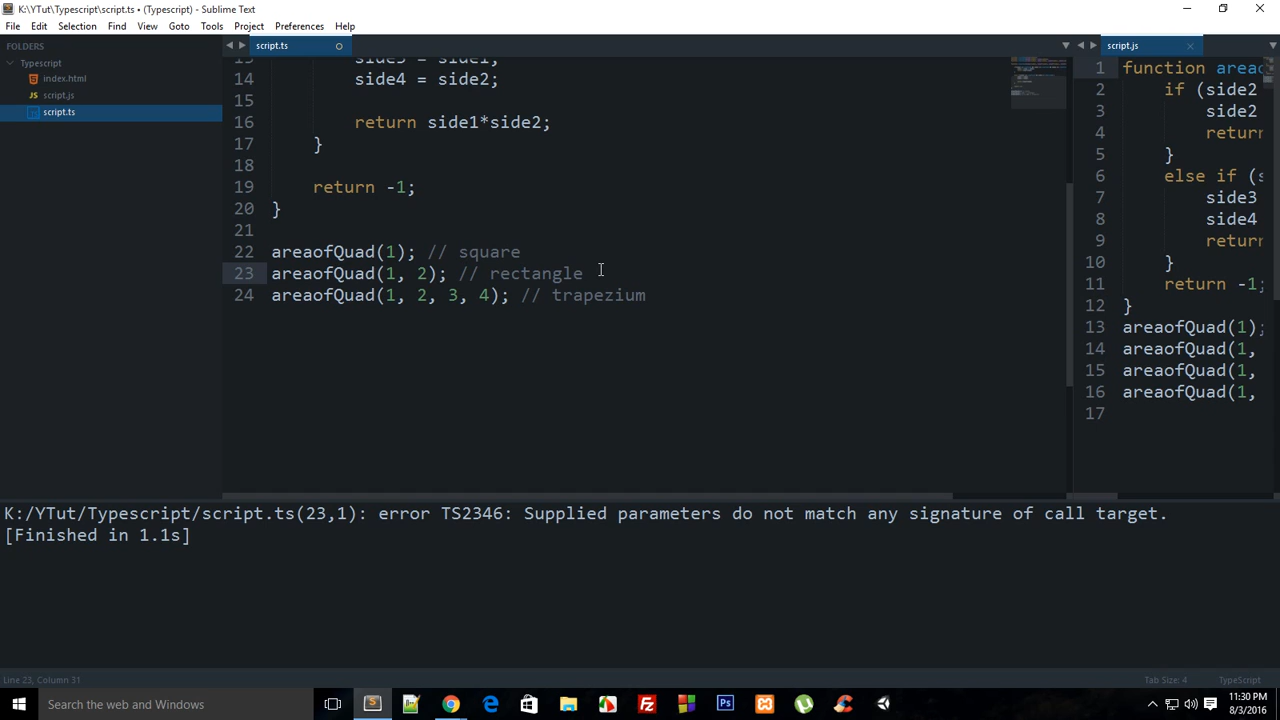 K:\YTut\Typescript\script.ts • (Typescript) - Sublime Text
File Edit Selection Find View Goto Tools Project Preferences Help
FOLDERS
Typescript
index.html
script.js
script.ts
script.ts
13 side3 = side1;
14 side4 = side2;
15
16 return side1*side2;
17 }
18
19 return -1;
20 }
21
22 areaofQuad(1); // square
23 areaofQuad(1, 2); // rectangle
24 areaofQuad(1, 2, 3, 4); // trapezium
script.js
1 function areao
2 if (side2
3 side2
4 return
5 }
6 else if (s
7 side3
8 side4
9 return
10 }
11 return -1;
12 }
13 areaofQuad(1);
14 areaofQuad(1,
15 areaofQuad(1,
16 areaofQuad(1,
17
K:/YTut/Typescript/script.ts(23,1): error TS2346: Supplied parameters do not match any signature of call target.
[Finished in 1.1s]
Line 23, Column 31
Tab Size: 4
TypeScript
Search the web and Windows
11:30 PM
8/3/2016